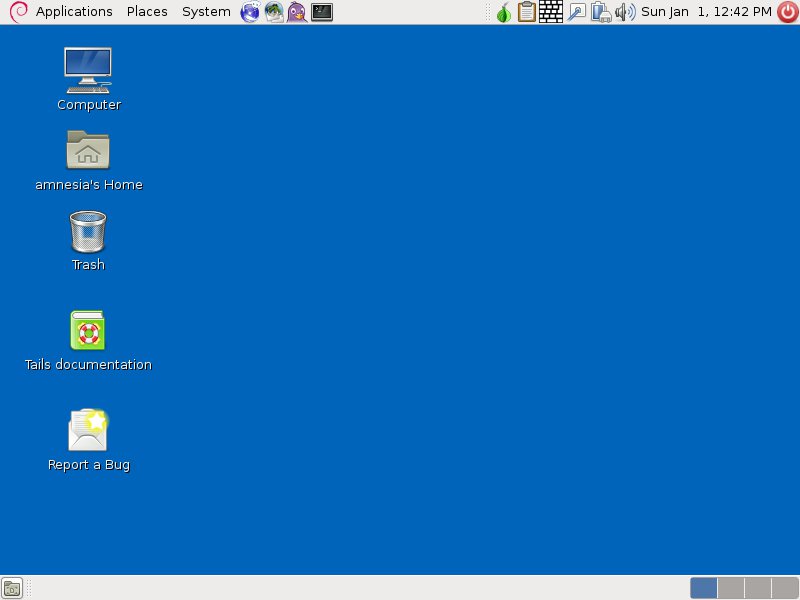 Applications Places System Sun Jan 1, 12:42 PM
Computer
amnesia's Home
Trash
Tails documentation
Report a Bug